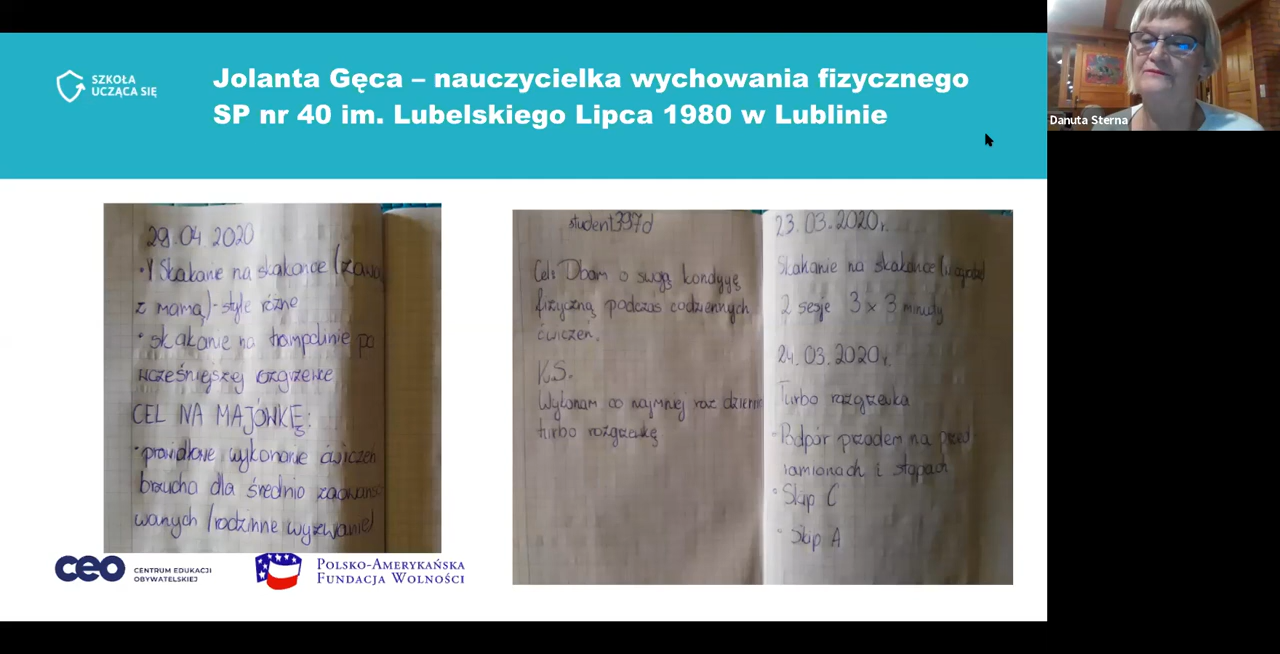 SZKOŁA
UCZĄCA SIĘ
Jolanta Gęca – nauczycielka wychowania fizycznego
SP nr 40 im. Lubelskiego Lipca 1980 w Lublinie
Danuta Sterna
29.04.2020
Skakanie na skakance
z mamą) - style różne
• skakanie na trampolinie po
wcześniejszej rozgrzewce
CEL NA MAJÓWKĘ:
• prawidłowe wykonanie ćwiczeń
brzucha dla średnio zaawanso
wanych (rodzinne wyzwanie)
student397d
Cel: Dbam o swoją kondycję
fizyczną podczas codziennych
ćwiczeń.
K.S.
Wykonam co najmniej raz dziennie
turbo rozgrzewkę
23.03.2020r.
Skakanie na skakance
2 sesje 3 x 3 minuty
24.03.2020r.
Turbo rozgrzewka
- Podpór przodem na przed
ramionach i stopach
• Skip C
• Skip A
CEO CENTRUM EDUKACJI
OBYWATELSKIEJ
POLSKO-AMERYKAŃSKA
FUNDACJA WOLNOŚCI